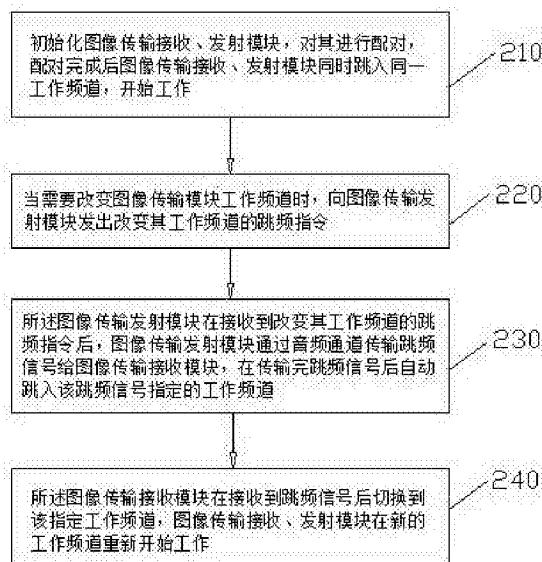 初始化图像传输接收、发射模块，对其进行配对，
配对完成后图像传输接收、发射模块同时跳入同一
工作频道，开始工作
210
当需要改变图像传输模块工作频道时，向图像传输发
射模块发出改变其工作频道的跳频指令
220
所述图像传输发射模块在接收到改变其工作频道的跳
频指令后，图像传输发射模块通过音频通道传输跳频
信号给图像传输接收模块，在传输完跳频信号后自动
跳入该跳频信号指定的工作频道
230
所述图像传输接收模块在接收到跳频信号后切换到
该指定工作频道，图像传输接收、发射模块在新的
工作频道重新开始工作
240